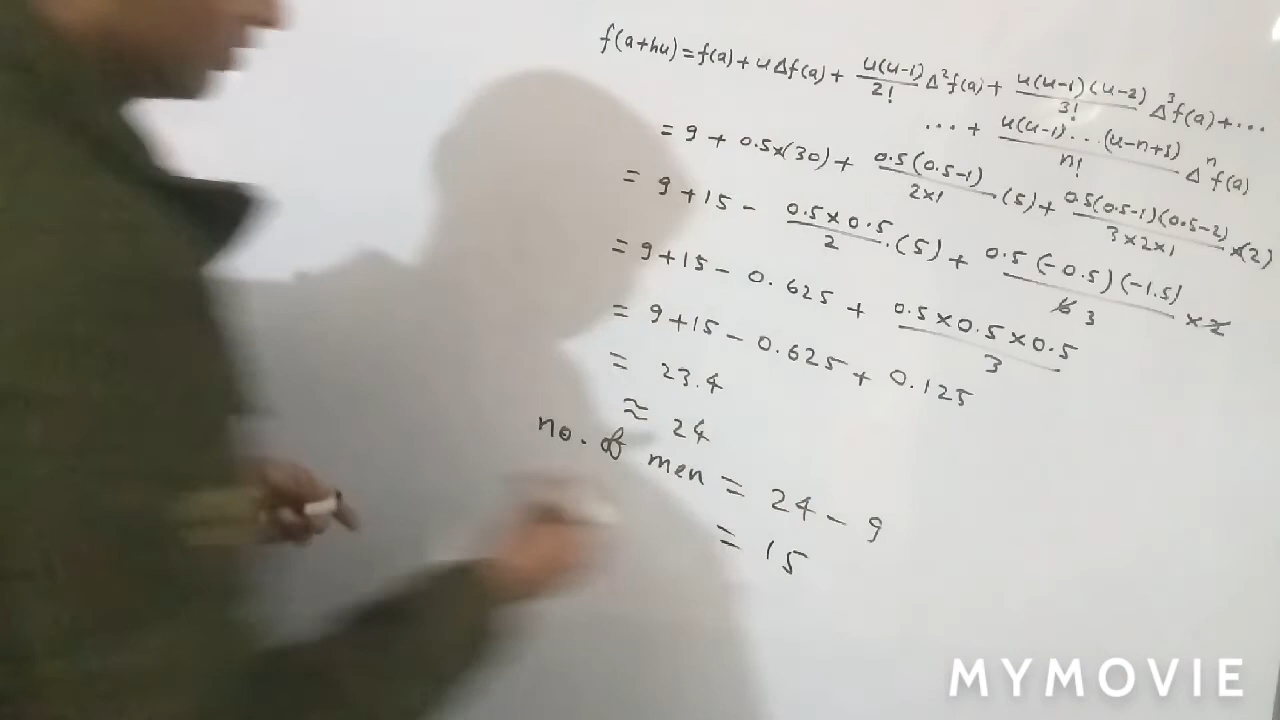 f(a+hu) = f(a) + uΔf(a) + u(u-1)/2! Δ²f(a) + u(u-1)(u-2)/3! Δ³f(a) + ...
... + u(u-1)...(u-n+1)/n! Δⁿf(a)
= 9 + 0.5×(30) + 0.5(0.5-1)/2×1 (5) + 0.5(0.5-1)(0.5-2)/3×2×1 ×(2)
= 9+15 - 0.5×0.5/2 .(5) + 0.5(-0.5)(-1.5)/6 3 ×2
= 9+15 - 0.625 + 0.5×0.5×0.5/3
= 9+15 - 0.625 + 0.125
= 23.4
≈ 24
no. of men = 24 - 9
= 15
MYMOVIE